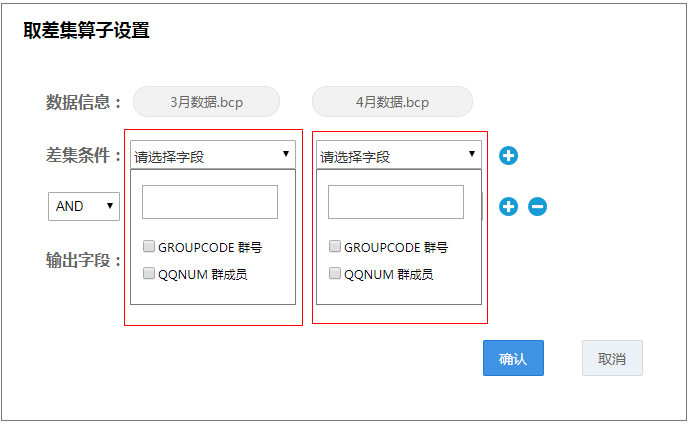 取差集算子设置
数据信息： 3月数据.bcp 4月数据.bcp
差集条件： 请选择字段 请选择字段
AND
GROUPCODE 群号 GROUPCODE 群号
输出字段：
QQNUM 群成员 QQNUM 群成员
确认 取消